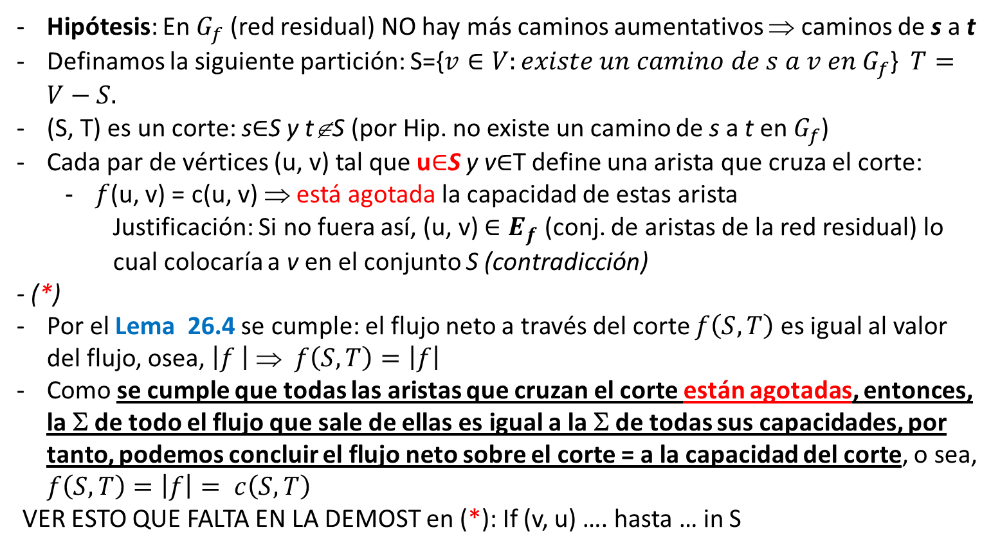 - Hipótesis: En G_f (red residual) NO hay más caminos aumentativos ⟹ caminos de s a t
- Definamos la siguiente partición: S={v ∈ V: existe un camino de s a v en G_f} T =
V − S.
- (S, T) es un corte: s∈S y t ∉S (por Hip. no existe un camino de s a t en G_f)
- Cada par de vértices (u, v) tal que u∈S y v∈T define una arista que cruza el corte:
- f(u, v) = c(u, v) ⟹ está agotada la capacidad de estas arista
Justificación: Si no fuera así, (u, v) ∈ E_f (conj. de aristas de la red residual) lo
cual colocaría a v en el conjunto S (contradicción)
- (*)
- Por el Lema 26.4 se cumple: el flujo neto a través del corte f(S, T) es igual al valor
del flujo, osea, |f | ⟹ f(S, T) = |f|
- Como se cumple que todas las aristas que cruzan el corte están agotadas, entonces,
la Σ de todo el flujo que sale de ellas es igual a la Σ de todas sus capacidades, por
tanto, podemos concluir el flujo neto sobre el corte = a la capacidad del corte, o sea,
f(S, T) = |f| = c(S, T)
VER ESTO QUE FALTA EN LA DEMOST en (*): If (v, u) .... hasta ... in S